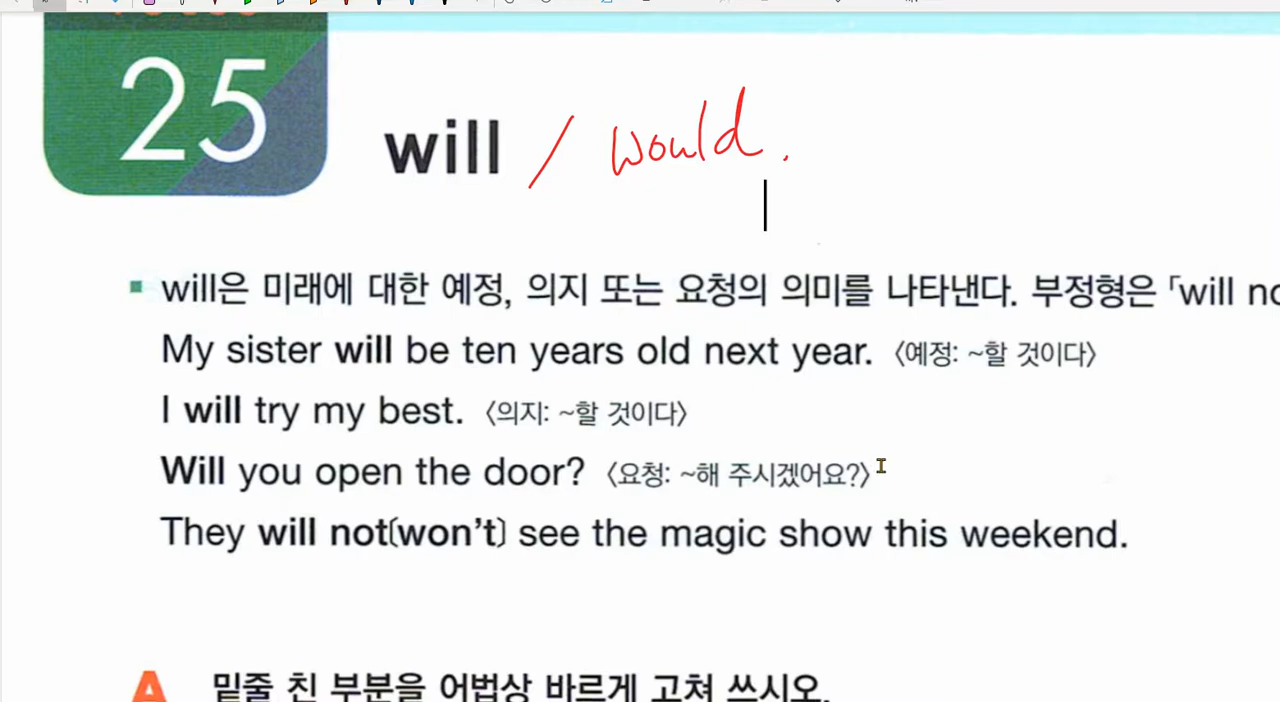 25
will / would.
will은 미래에 대한 예정, 의지 또는 요청의 의미를 나타낸다. 부정형은 「will no
My sister will be ten years old next year. 〈예정: ~할 것이다〉
I will try my best. 〈의지: ~할 것이다〉
Will you open the door? 〈요청: ~해 주시겠어요?〉
They will not(won't) see the magic show this weekend.
A 밑줄 친 부분을 어법상 바르게 고쳐 쓰시오.